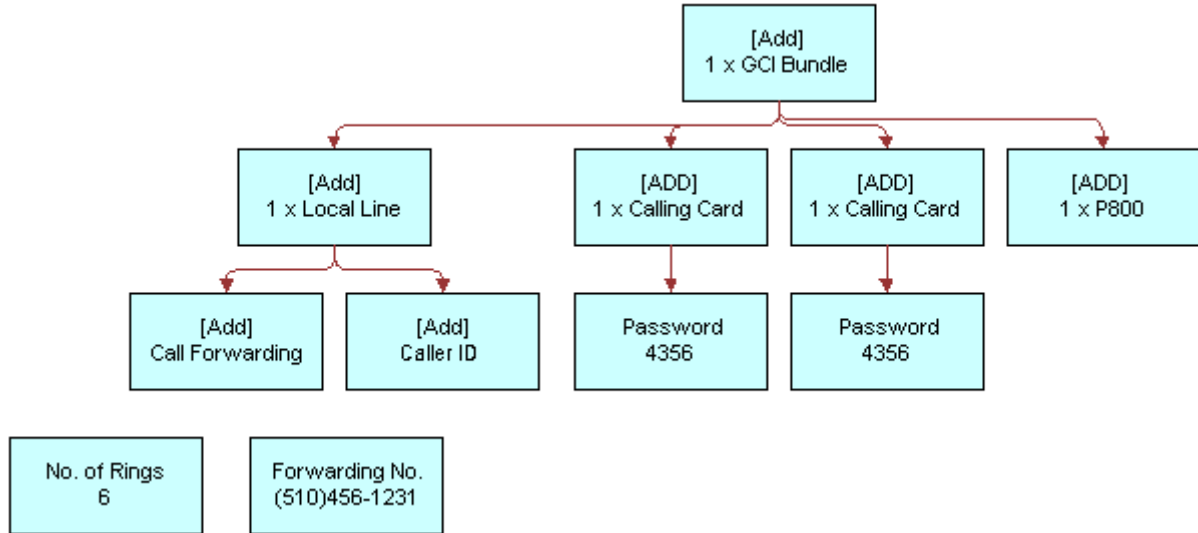 [Add]
1 x GCI Bundle
[Add]
1 x Local Line
[ADD]
1 x Calling Card
[ADD]
1 x Calling Card
[ADD]
1 x P800
[Add]
Call Forwarding
[Add]
Caller ID
Password
4356
Password
4356
No. of Rings
6
Forwarding No.
(510)456-1231